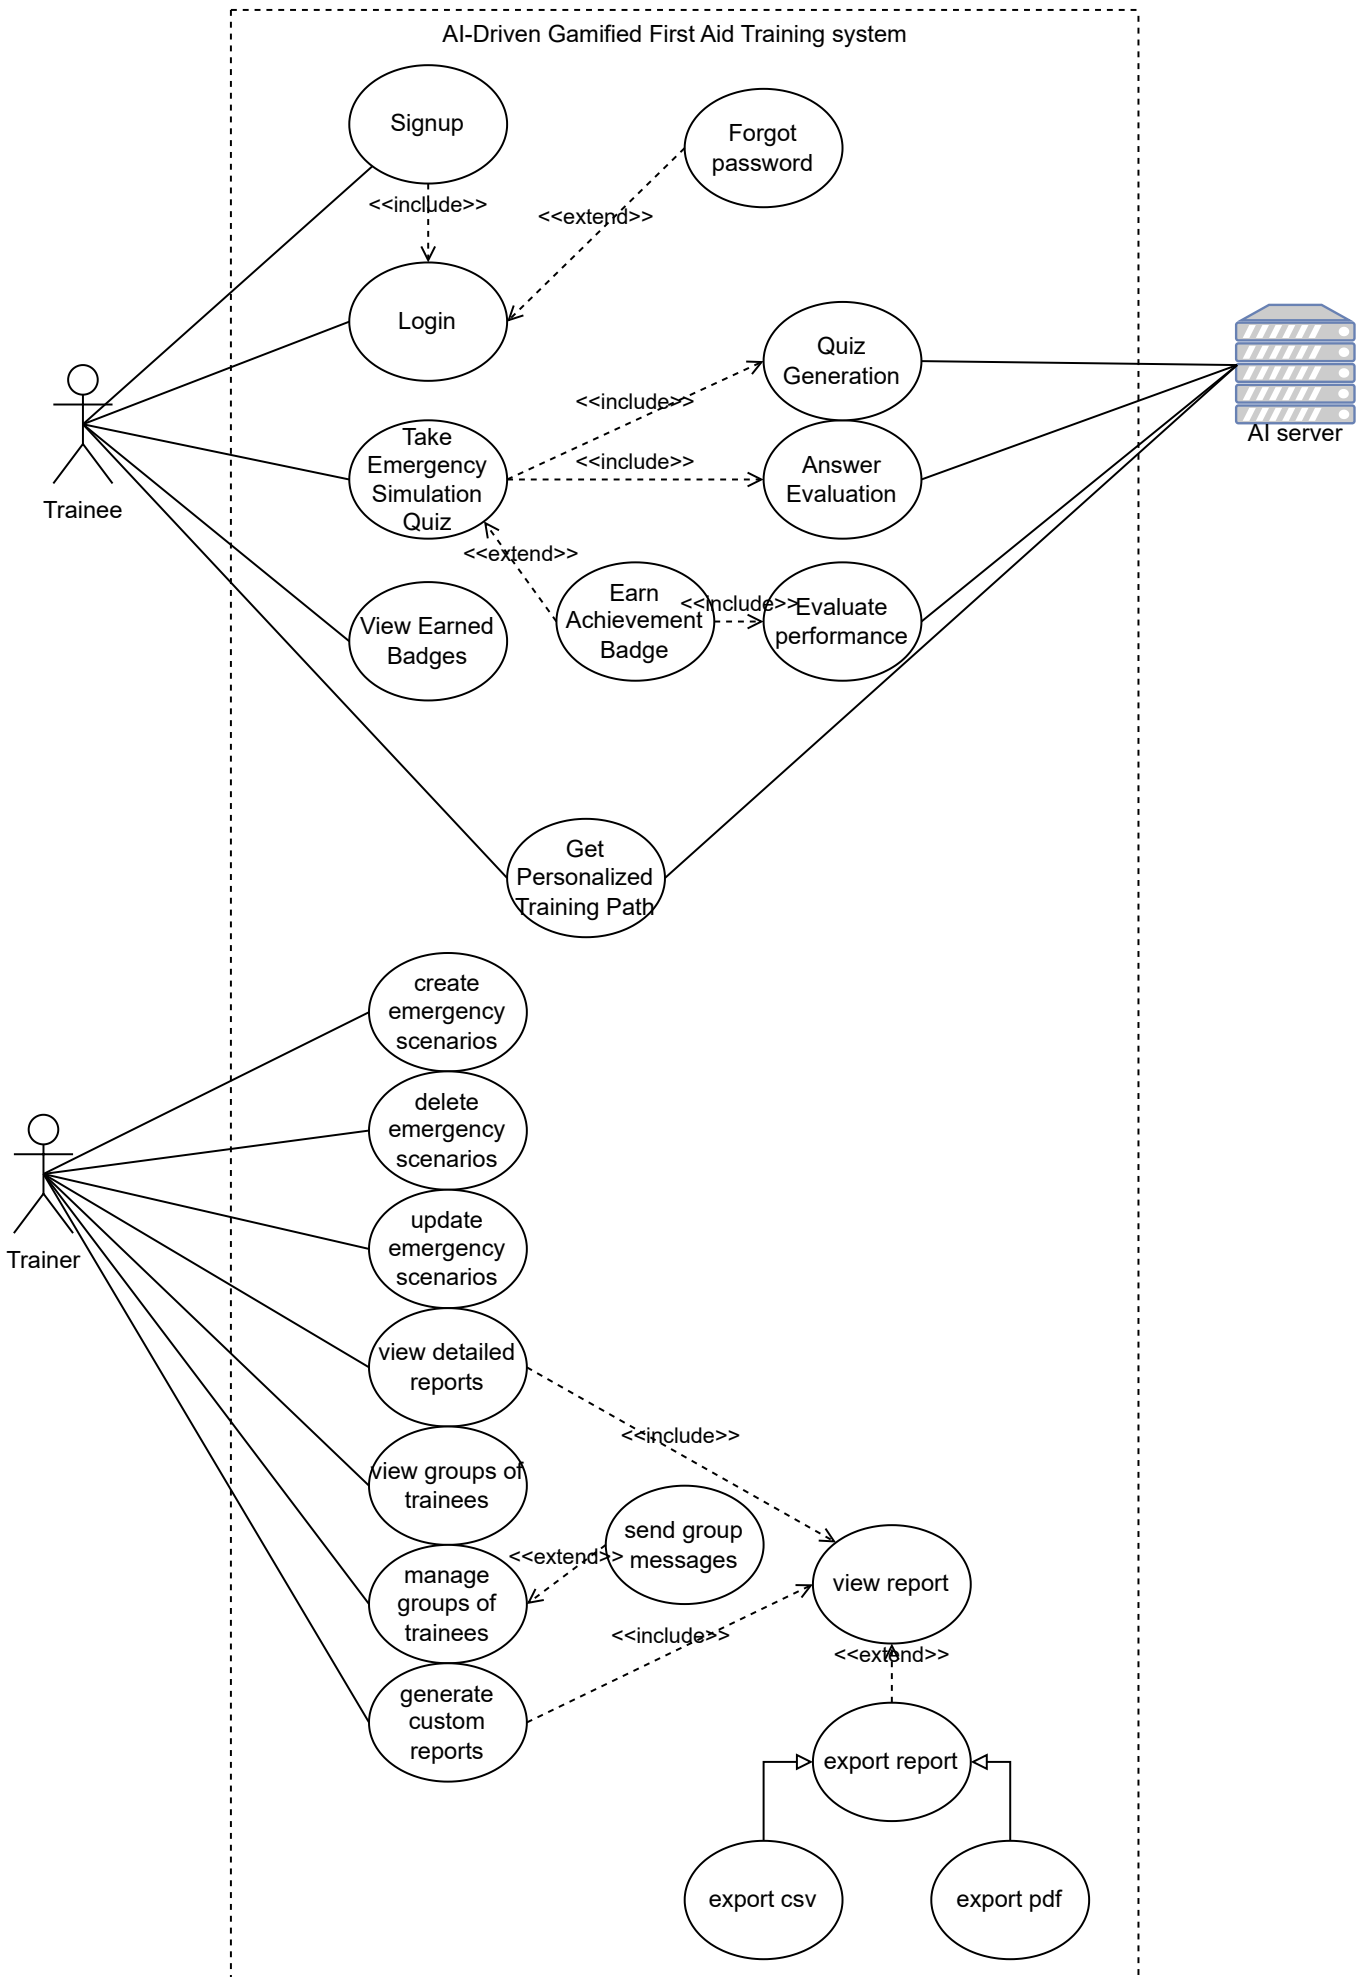 AI-Driven Gamified First Aid Training system
Signup
Forgot
password
<<include>>
<<extend>>
Login
Quiz
Generation
<<include>>
AI server
Take
Emergency
Simulation
Quiz
<<include>>
Answer
Evaluation
Trainee
<<extend>>
Earn
Achievement
Badge
<<include>>
Evaluate
performance
View Earned
Badges
Get
Personalized
Training Path
create
emergency
scenarios
delete
emergency
scenarios
Trainer
update
emergency
scenarios
view detailed
reports
<<include>>
view groups of
trainees
send group
messages
<<extend>>
view report
manage
groups of
trainees
<<include>>
<<extend>>
generate
custom
reports
export report
export csv
export pdf